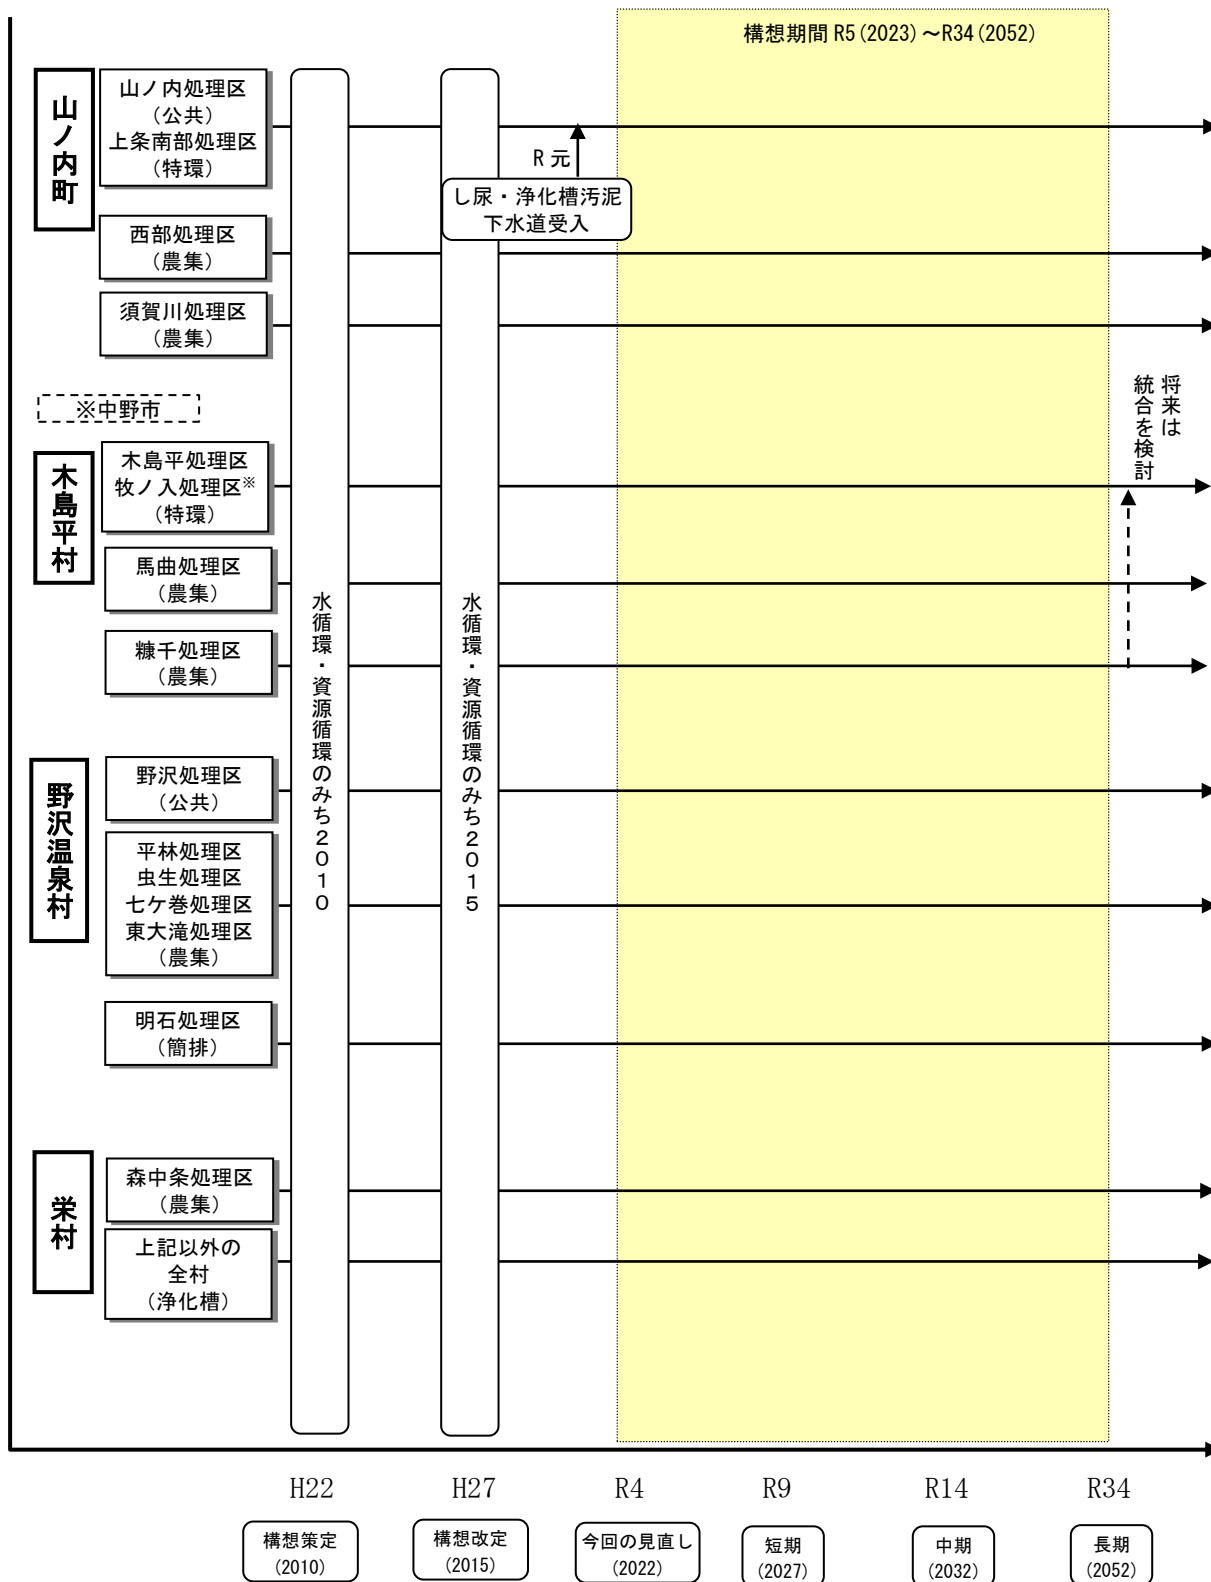 構想期間 R5(2023)～R34(2052)
山ノ内町
山ノ内処理区
(公共)
上条南部処理区
(特環)
R元
し尿・浄化槽汚泥
下水道受入
西部処理区
(農集)
須賀川処理区
(農集)
※中野市
将来は
統合を検討
木島平村
木島平処理区
牧ノ入処理区※
(特環)
馬曲処理区
(農集)
糠千処理区
(農集)
水循環・資源循環のみち２０１０
水循環・資源循環のみち２０１５
野沢温泉村
野沢処理区
(公共)
平林処理区
虫生処理区
七ケ巻処理区
東大滝処理区
(農集)
明石処理区
(簡排)
栄村
森中条処理区
(農集)
上記以外の
全村
(浄化槽)
H22 H27 R4 R9 R14 R34
構想策定
(2010)
構想改定
(2015)
今回の見直し
(2022)
短期
(2027)
中期
(2032)
長期
(2052)